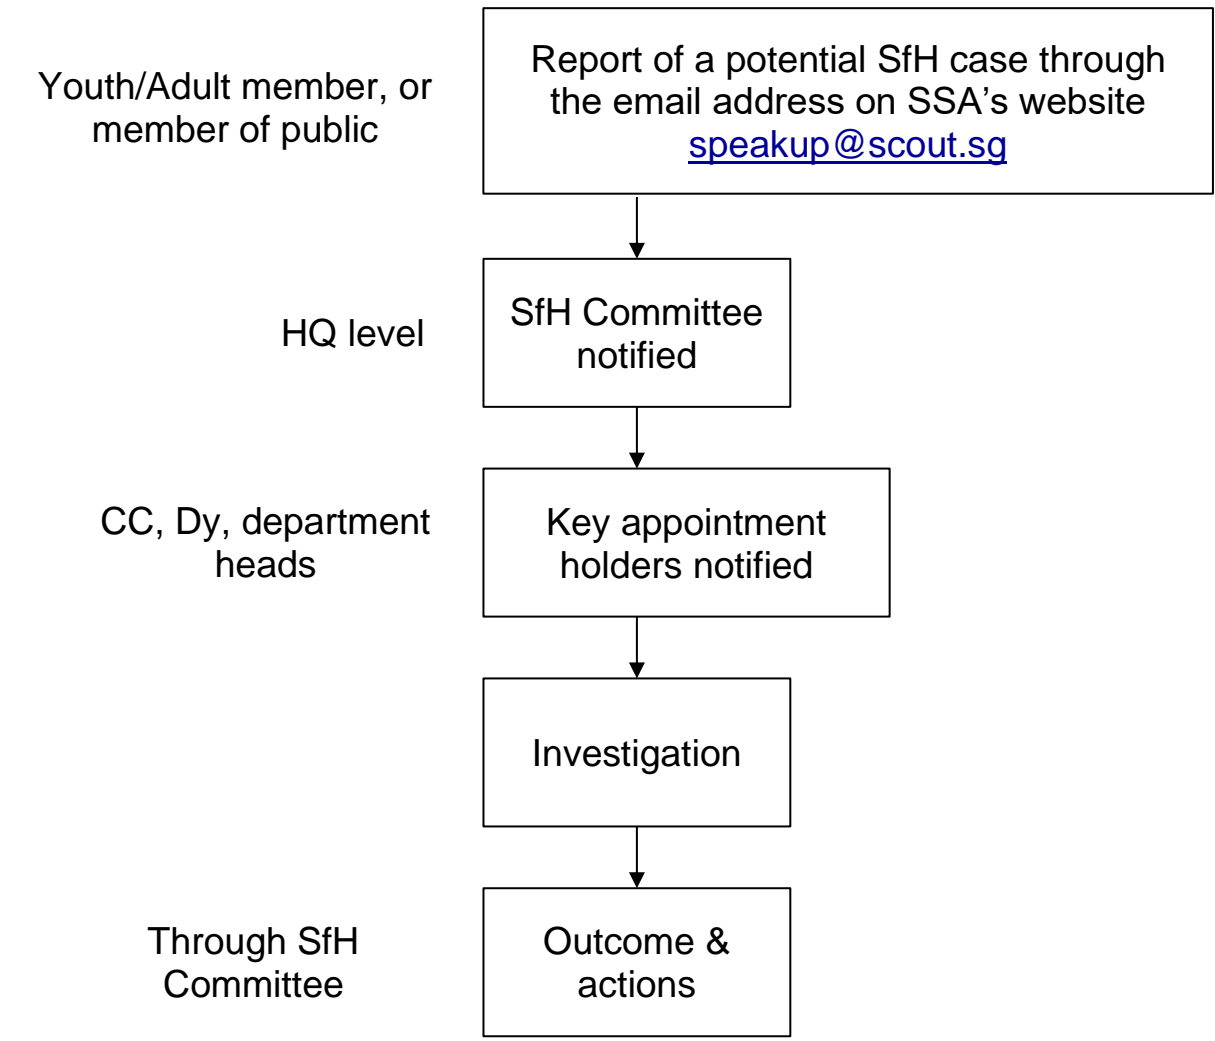 Youth/Adult member, or
member of public
Report of a potential SfH case through
the email address on SSA’s website
speakup@scout.sg
HQ level
SfH Committee
notified
CC, Dy, department
heads
Key appointment
holders notified
Investigation
Through SfH
Committee
Outcome &
actions